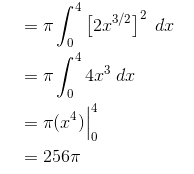 = π ∫₀⁴ [2x^{3/2}]² dx
= π ∫₀⁴ 4x³ dx
= π(x⁴)|₀⁴
= 256π